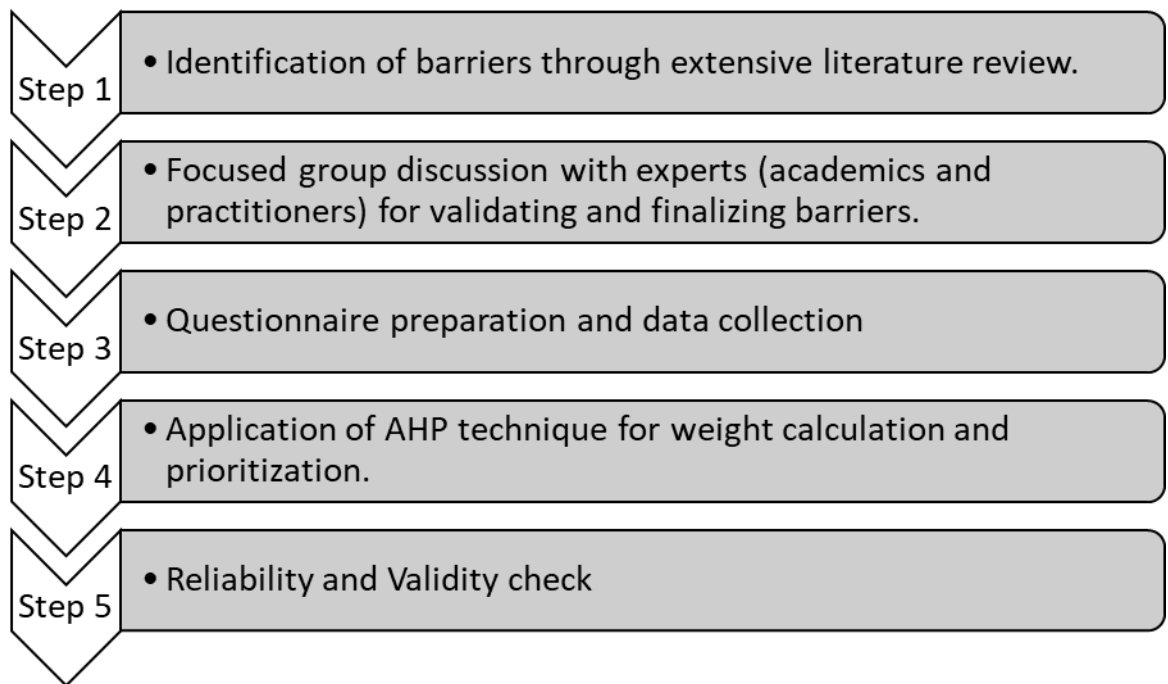 Step 1
• Identification of barriers through extensive literature review.
Step 2
• Focused group discussion with experts (academics and
practitioners) for validating and finalizing barriers.
Step 3
• Questionnaire preparation and data collection
Step 4
• Application of AHP technique for weight calculation and
prioritization.
Step 5
• Reliability and Validity check